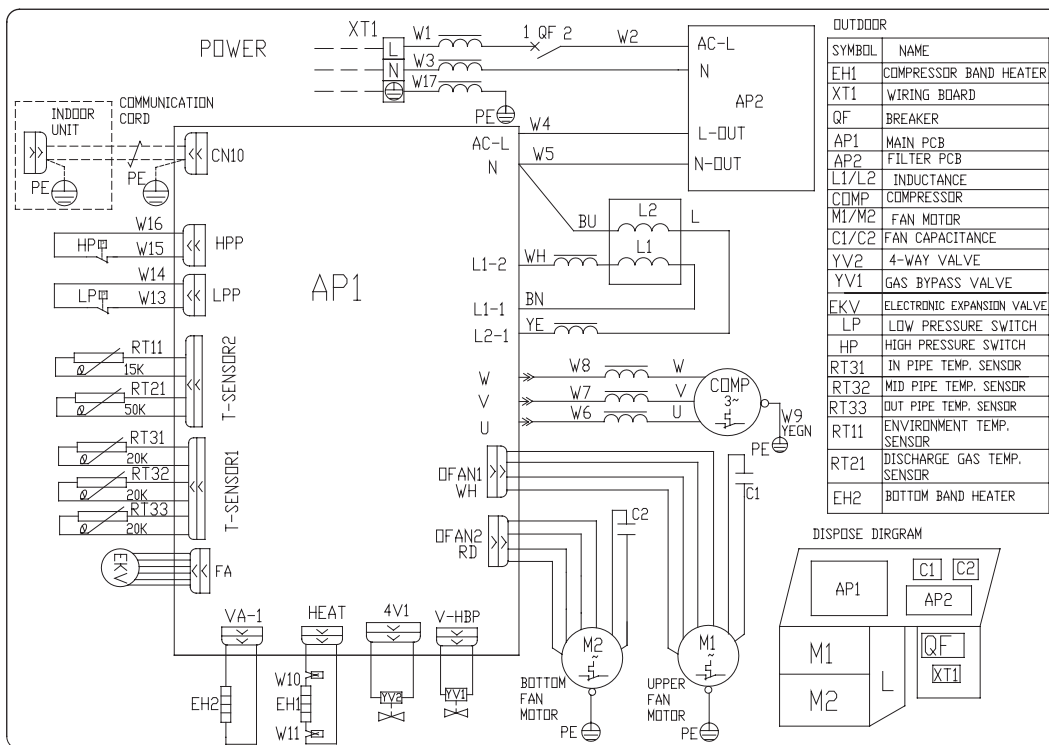 POWER
XT1
L
N
W1
W3
W17
1 QF 2
W2
PE
AC-L
N
AP2
L-OUT
N-OUT
INDOOR
UNIT
COMMUNICATION
CORD
PE
PE
CN10
AC-L
N
W4
W5
AP1
W16
HP P
W15
HPP
W14
LP P
W13
LPP
BU
L2
L
L1
L1-2
WH
L1-1
BN
L2-1
YE
RT11
15K
RT21
50K
T-SENSOR2
RT31
20K
RT32
20K
RT33
20K
T-SENSOR1
W
V
U
W8
W
W7
V
W6
U
COMP
3~
W9
YEGN
PE
OFAN1
WH
C1
OFAN2
RD
C2
EKV
FA
VA-1
HEAT
4V1
V-HBP
EH2
W10
EH1
W11
YV2
YV1
M2
~
M1
~
BOTTOM
FAN
MOTOR
PE
UPPER
FAN
MOTOR
PE
OUTDOOR
SYMBOL NAME
EH1 COMPRESSOR BAND HEATER
XT1 WIRING BOARD
QF BREAKER
AP1 MAIN PCB
AP2 FILTER PCB
L1/L2 INDUCTANCE
COMP COMPRESSOR
M1/M2 FAN MOTOR
C1/C2 FAN CAPACITANCE
YV2 4-WAY VALVE
YV1 GAS BYPASS VALVE
EKV ELECTRONIC EXPANSION VALVE
LP LOW PRESSURE SWITCH
HP HIGH PRESSURE SWITCH
RT31 IN PIPE TEMP. SENSOR
RT32 MID PIPE TEMP. SENSOR
RT33 OUT PIPE TEMP. SENSOR
RT11 ENVIRONMENT TEMP.
SENSOR
RT21 DISCHARGE GAS TEMP.
SENSOR
EH2 BOTTOM BAND HEATER
DISPOSE DIRGRAM
AP1
C1
C2
AP2
M1
M2
L
QF
XT1